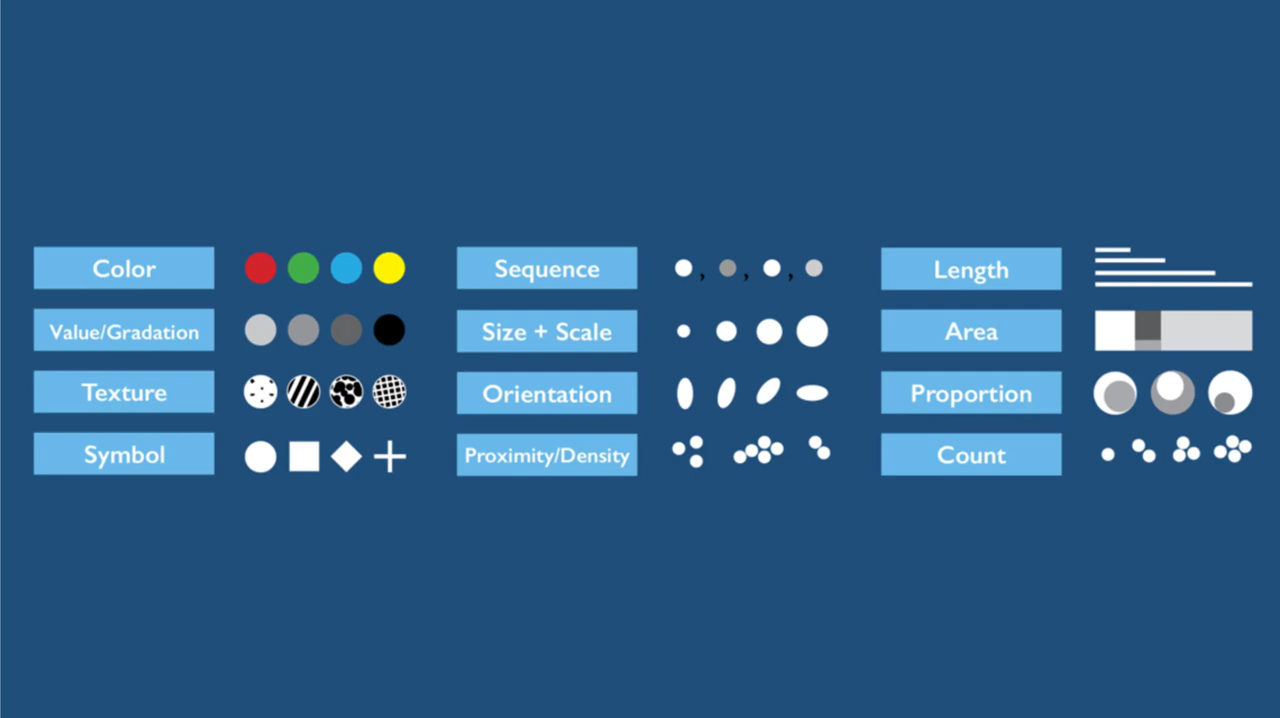 Color
Value/Gradation
Texture
Symbol
Sequence
, , ,
Size + Scale
Orientation
Proximity/Density
Length
Area
Proportion
Count